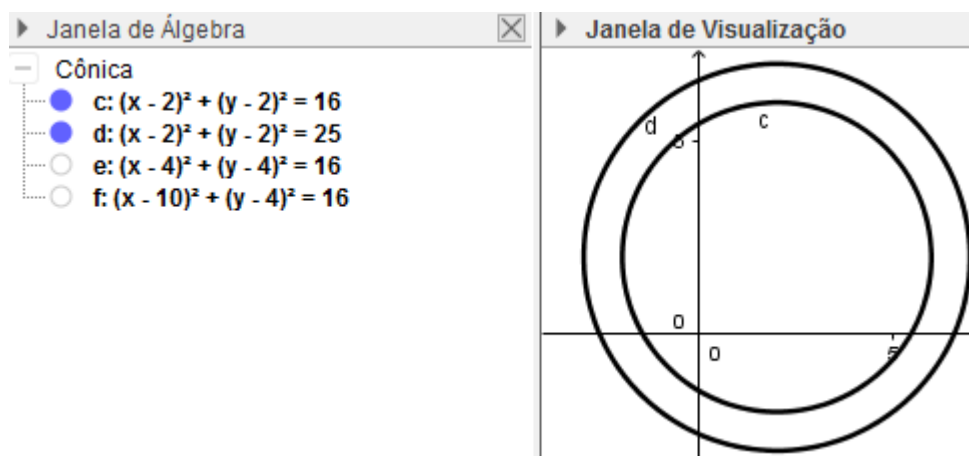 Janela de Álgebra
Cônica
c: (x - 2)² + (y - 2)² = 16
d: (x - 2)² + (y - 2)² = 25
e: (x - 4)² + (y - 4)² = 16
f: (x - 10)² + (y - 4)² = 16
Janela de Visualização
d
c
5
0
0
5